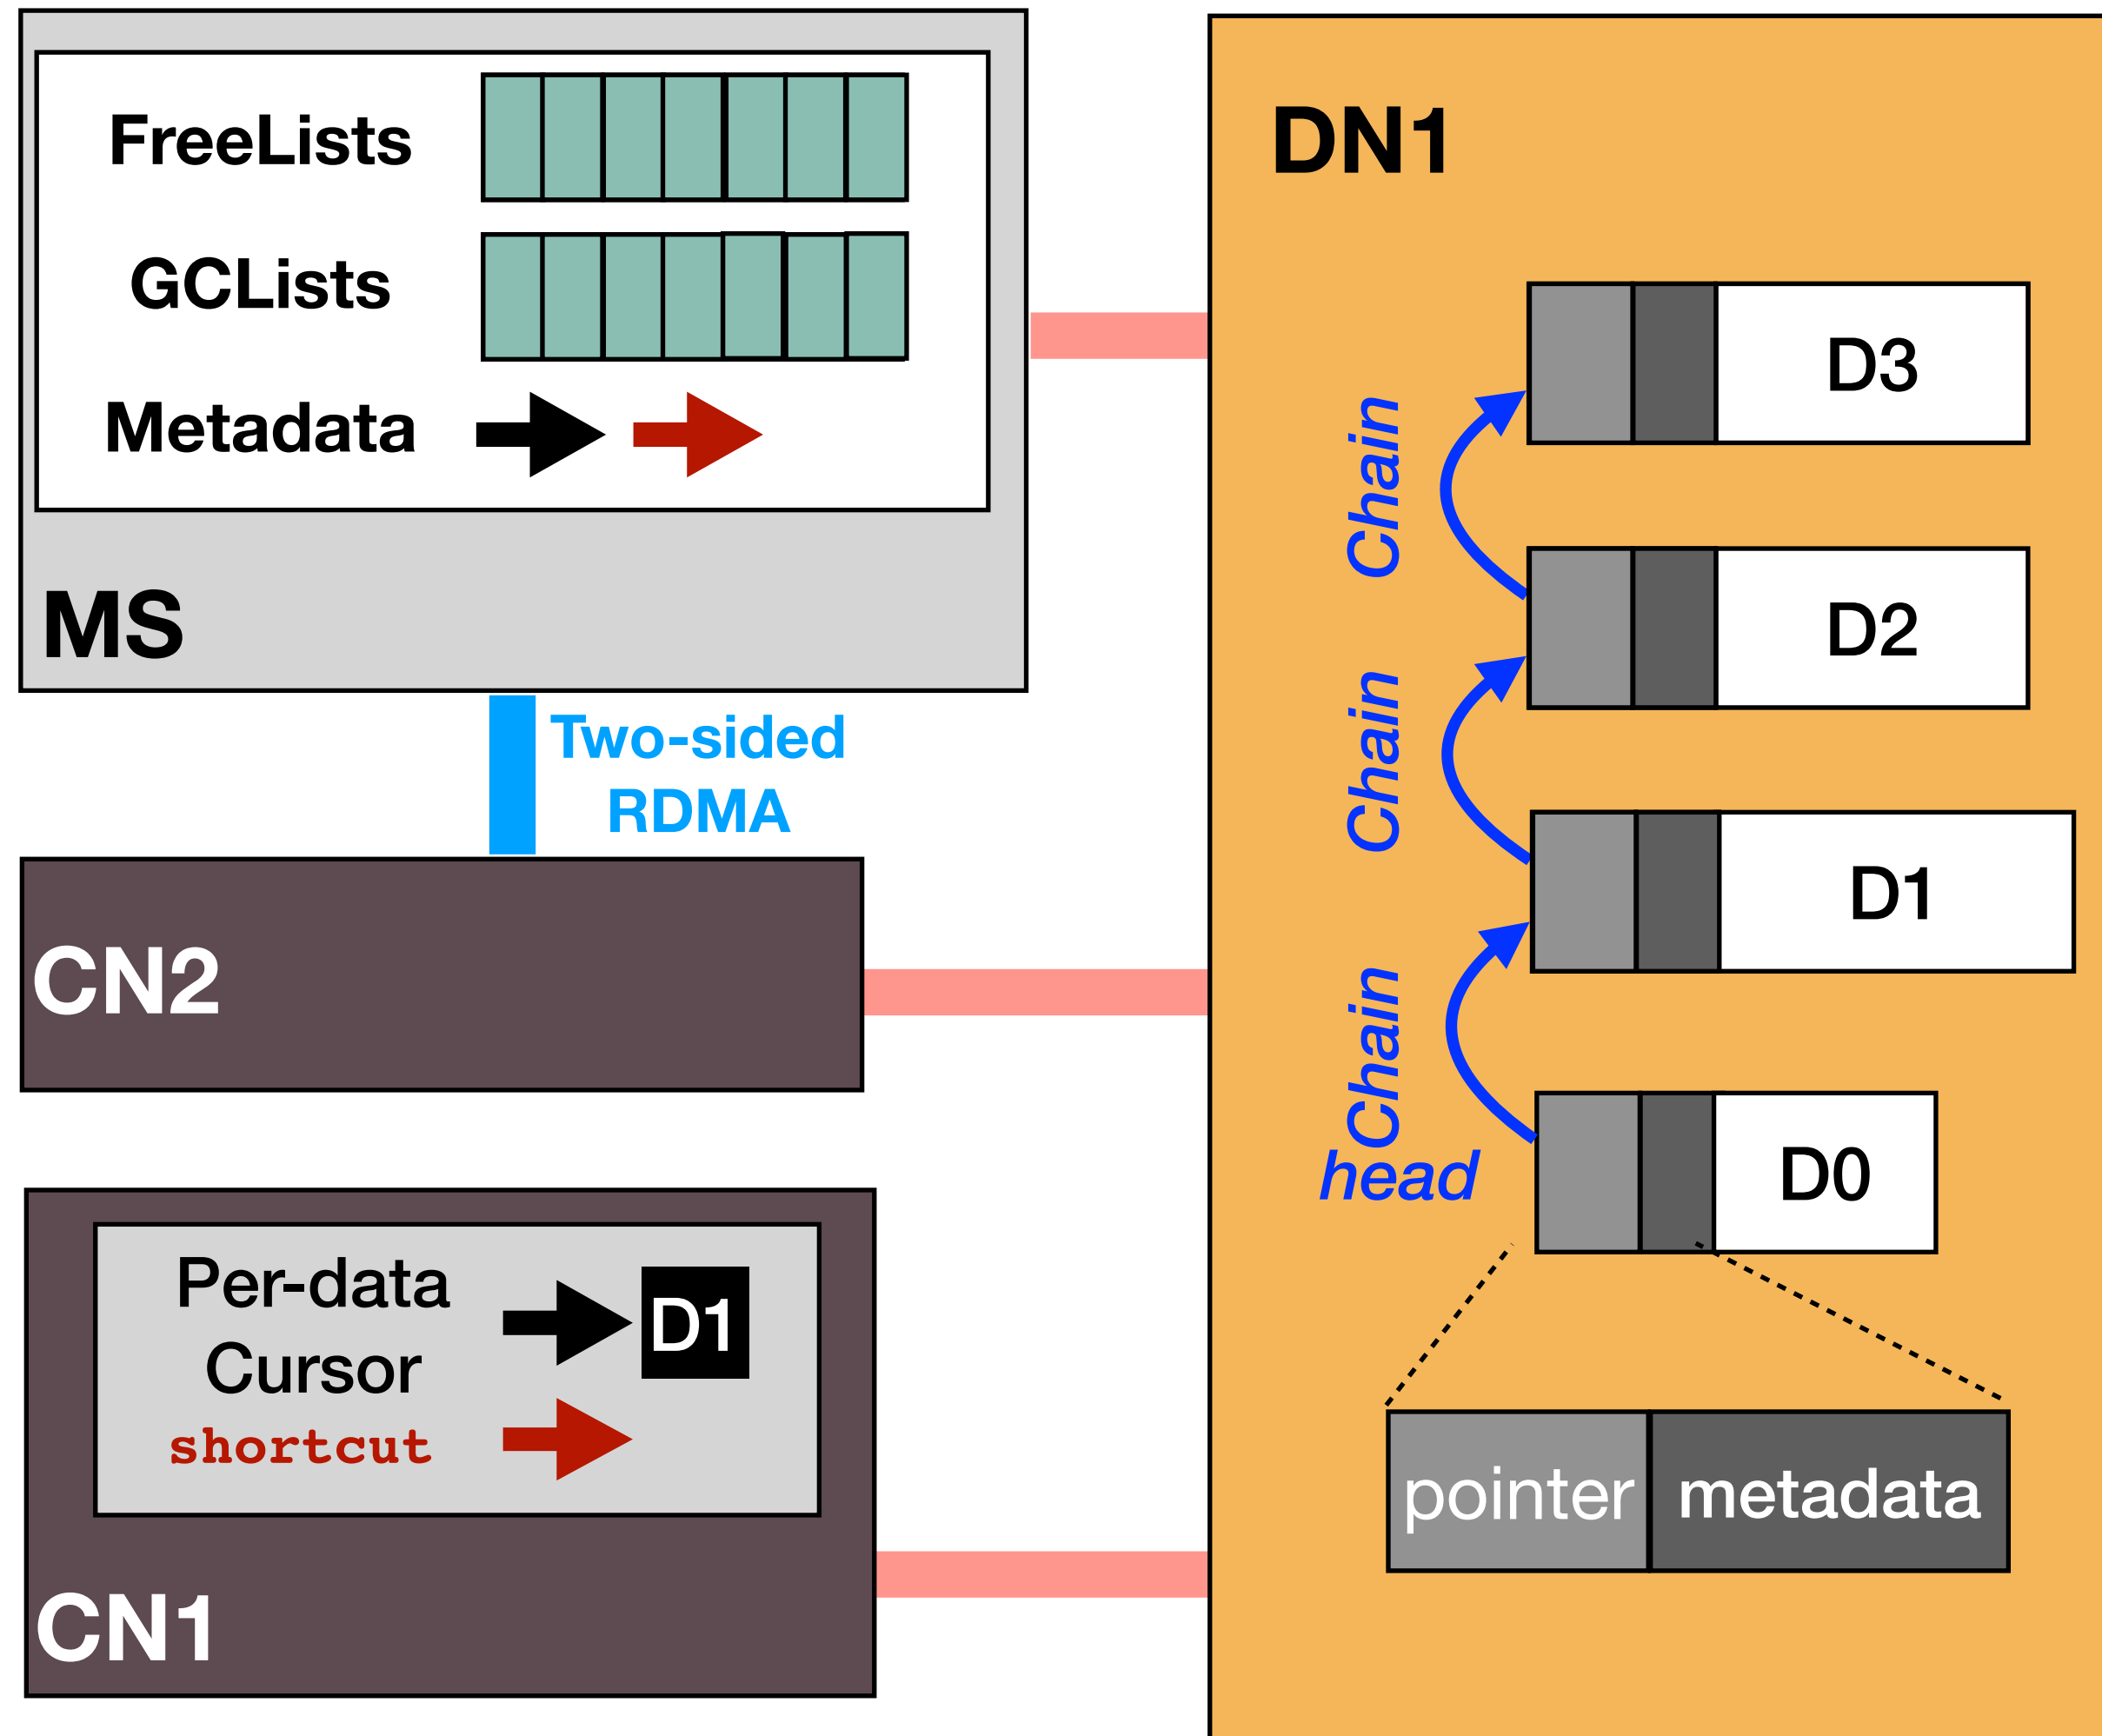 FreeLists
GCLists
Metadata
MS
Two-sided
RDMA
CN2
Per-data
Cursor
D1
shortcut
CN1
DN1
D3
Chain
D2
Chain
D1
Chain
head
D0
pointer
metadata